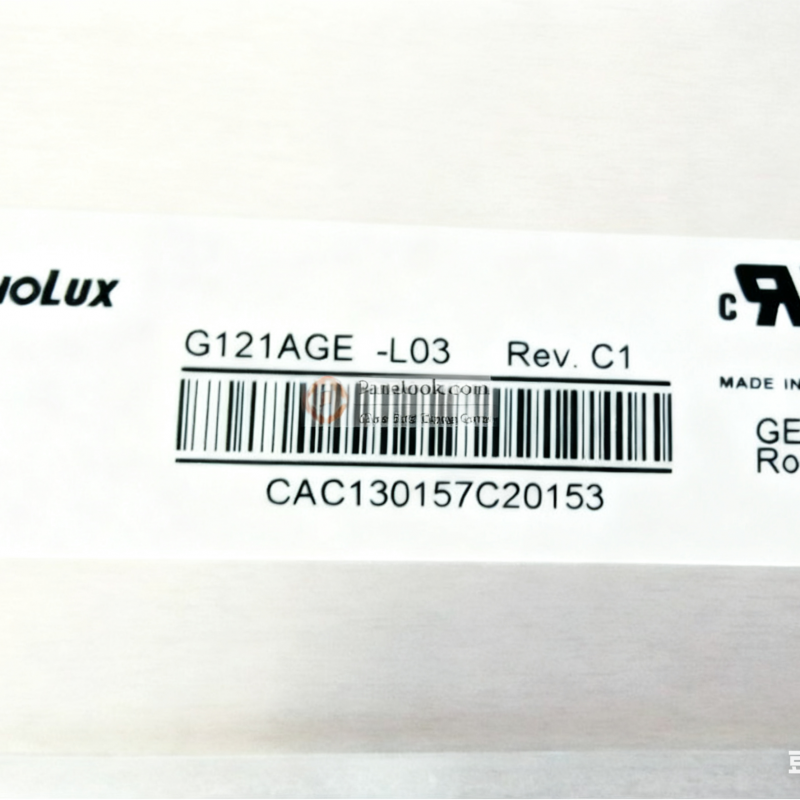 noLux
G121AGE -L03 Rev. C1
Panelook.com
CAC130157C20153
c
MADE IN
GE
Ro